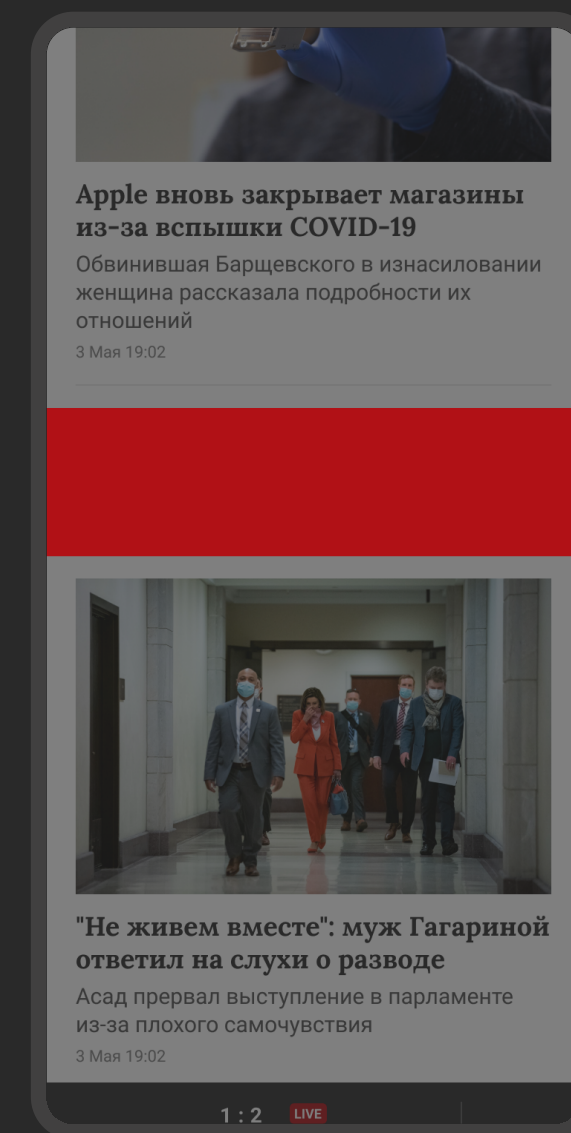 Apple вновь закрывает магазины
из-за вспышки COVID-19
Обвинившая Барщевского в изнасиловании
женщина рассказала подробности их
отношений
3 Мая 19:02
"Не живем вместе": муж Гагариной
ответил на слухи о разводе
Асад прервал выступление в парламенте
из-за плохого самочувствия
3 Мая 19:02
1 : 2 LIVE